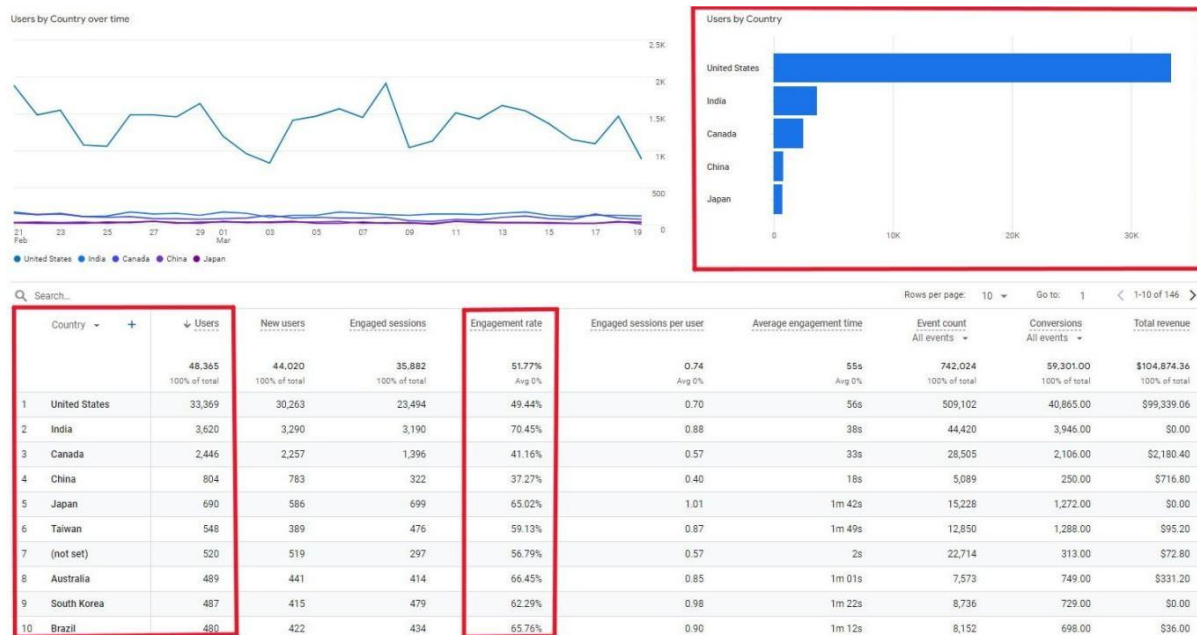 Users by Country over time
2.5K
2K
1.5K
1K
500
0
21 23 25 27 29 01 03 05 07 09 11 13 15 17 19
Feb Mar
United States India Canada China Japan
Users by Country
United States
India
Canada
China
Japan
0 10K 20K 30K
Search... Rows per page: 10 Go to: 1 1-10 of 146
Country + Users New users Engaged sessions Engagement rate Engaged sessions per user Average engagement time Event count Conversions Total revenue
All events All events
48,365 44,020 35,882 51.77% 0.74 55s 742,024 59,301.00 $104,874.36
100% of total 100% of total 100% of total Avg 0% Avg 0% Avg 0% 100% of total 100% of total 100% of total
1 United States 33,369 30,263 23,494 49.44% 0.70 56s 509,102 40,865.00 $99,339.06
2 India 3,620 3,290 3,190 70.45% 0.88 38s 44,420 3,946.00 $0.00
3 Canada 2,446 2,257 1,396 41.16% 0.57 33s 28,505 2,106.00 $2,180.40
4 China 804 783 322 37.27% 0.40 18s 5,089 250.00 $716.80
5 Japan 690 586 699 65.02% 1.01 1m 42s 15,228 1,272.00 $0.00
6 Taiwan 548 389 476 59.13% 0.87 1m 49s 12,850 1,288.00 $95.20
7 (not set) 520 519 297 56.79% 0.57 2s 22,714 313.00 $72.80
8 Australia 489 441 414 66.45% 0.85 1m 01s 7,573 749.00 $331.20
9 South Korea 487 415 479 62.29% 0.98 1m 22s 8,736 729.00 $0.00
10 Brazil 480 422 434 65.76% 0.90 1m 12s 8,152 698.00 $36.00